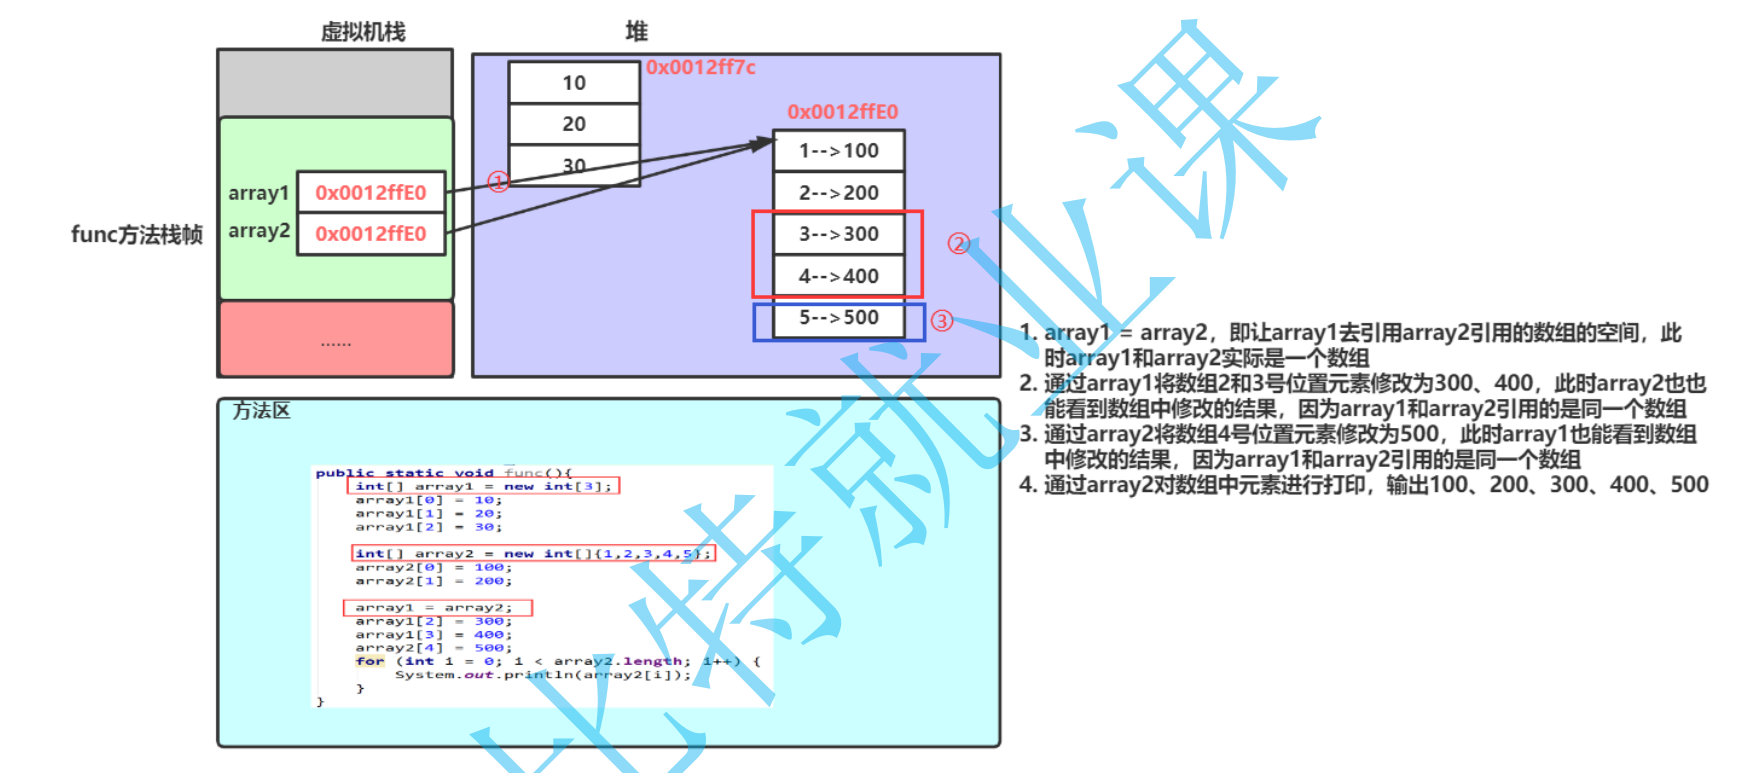 虚拟机栈
堆
10
20
30
0x0012ff7c
0x0012ffE0
1-->100
2-->200
3-->300
4-->400
5-->500
①
②
③
array1
0x0012ffE0
array2
0x0012ffE0
func方法栈帧
......
1. array1 = array2，即让array1去引用array2引用的数组的空间，此
时array1和array2实际是一个数组
2. 通过array1将数组2和3号位置元素修改为300、400，此时array2也也
能看到数组中修改的结果，因为array1和array2引用的是同一个数组
3. 通过array2将数组4号位置元素修改为500，此时array1也能看到数组
中修改的结果，因为array1和array2引用的是同一个数组
4. 通过array2对数组中元素进行打印，输出100、200、300、400、500
方法区
public static void func(){
int[] array1 = new int[3];
array1[0] = 10;
array1[1] = 20;
array1[2] = 30;
int[] array2 = new int[]{1,2,3,4,5};
array2[0] = 100;
array2[1] = 200;
array1 = array2;
array1[2] = 300;
array1[3] = 400;
array2[4] = 500;
for (int i = 0; i < array2.length; i++) {
System.out.println(array2[i]);
}
}
比特就业课